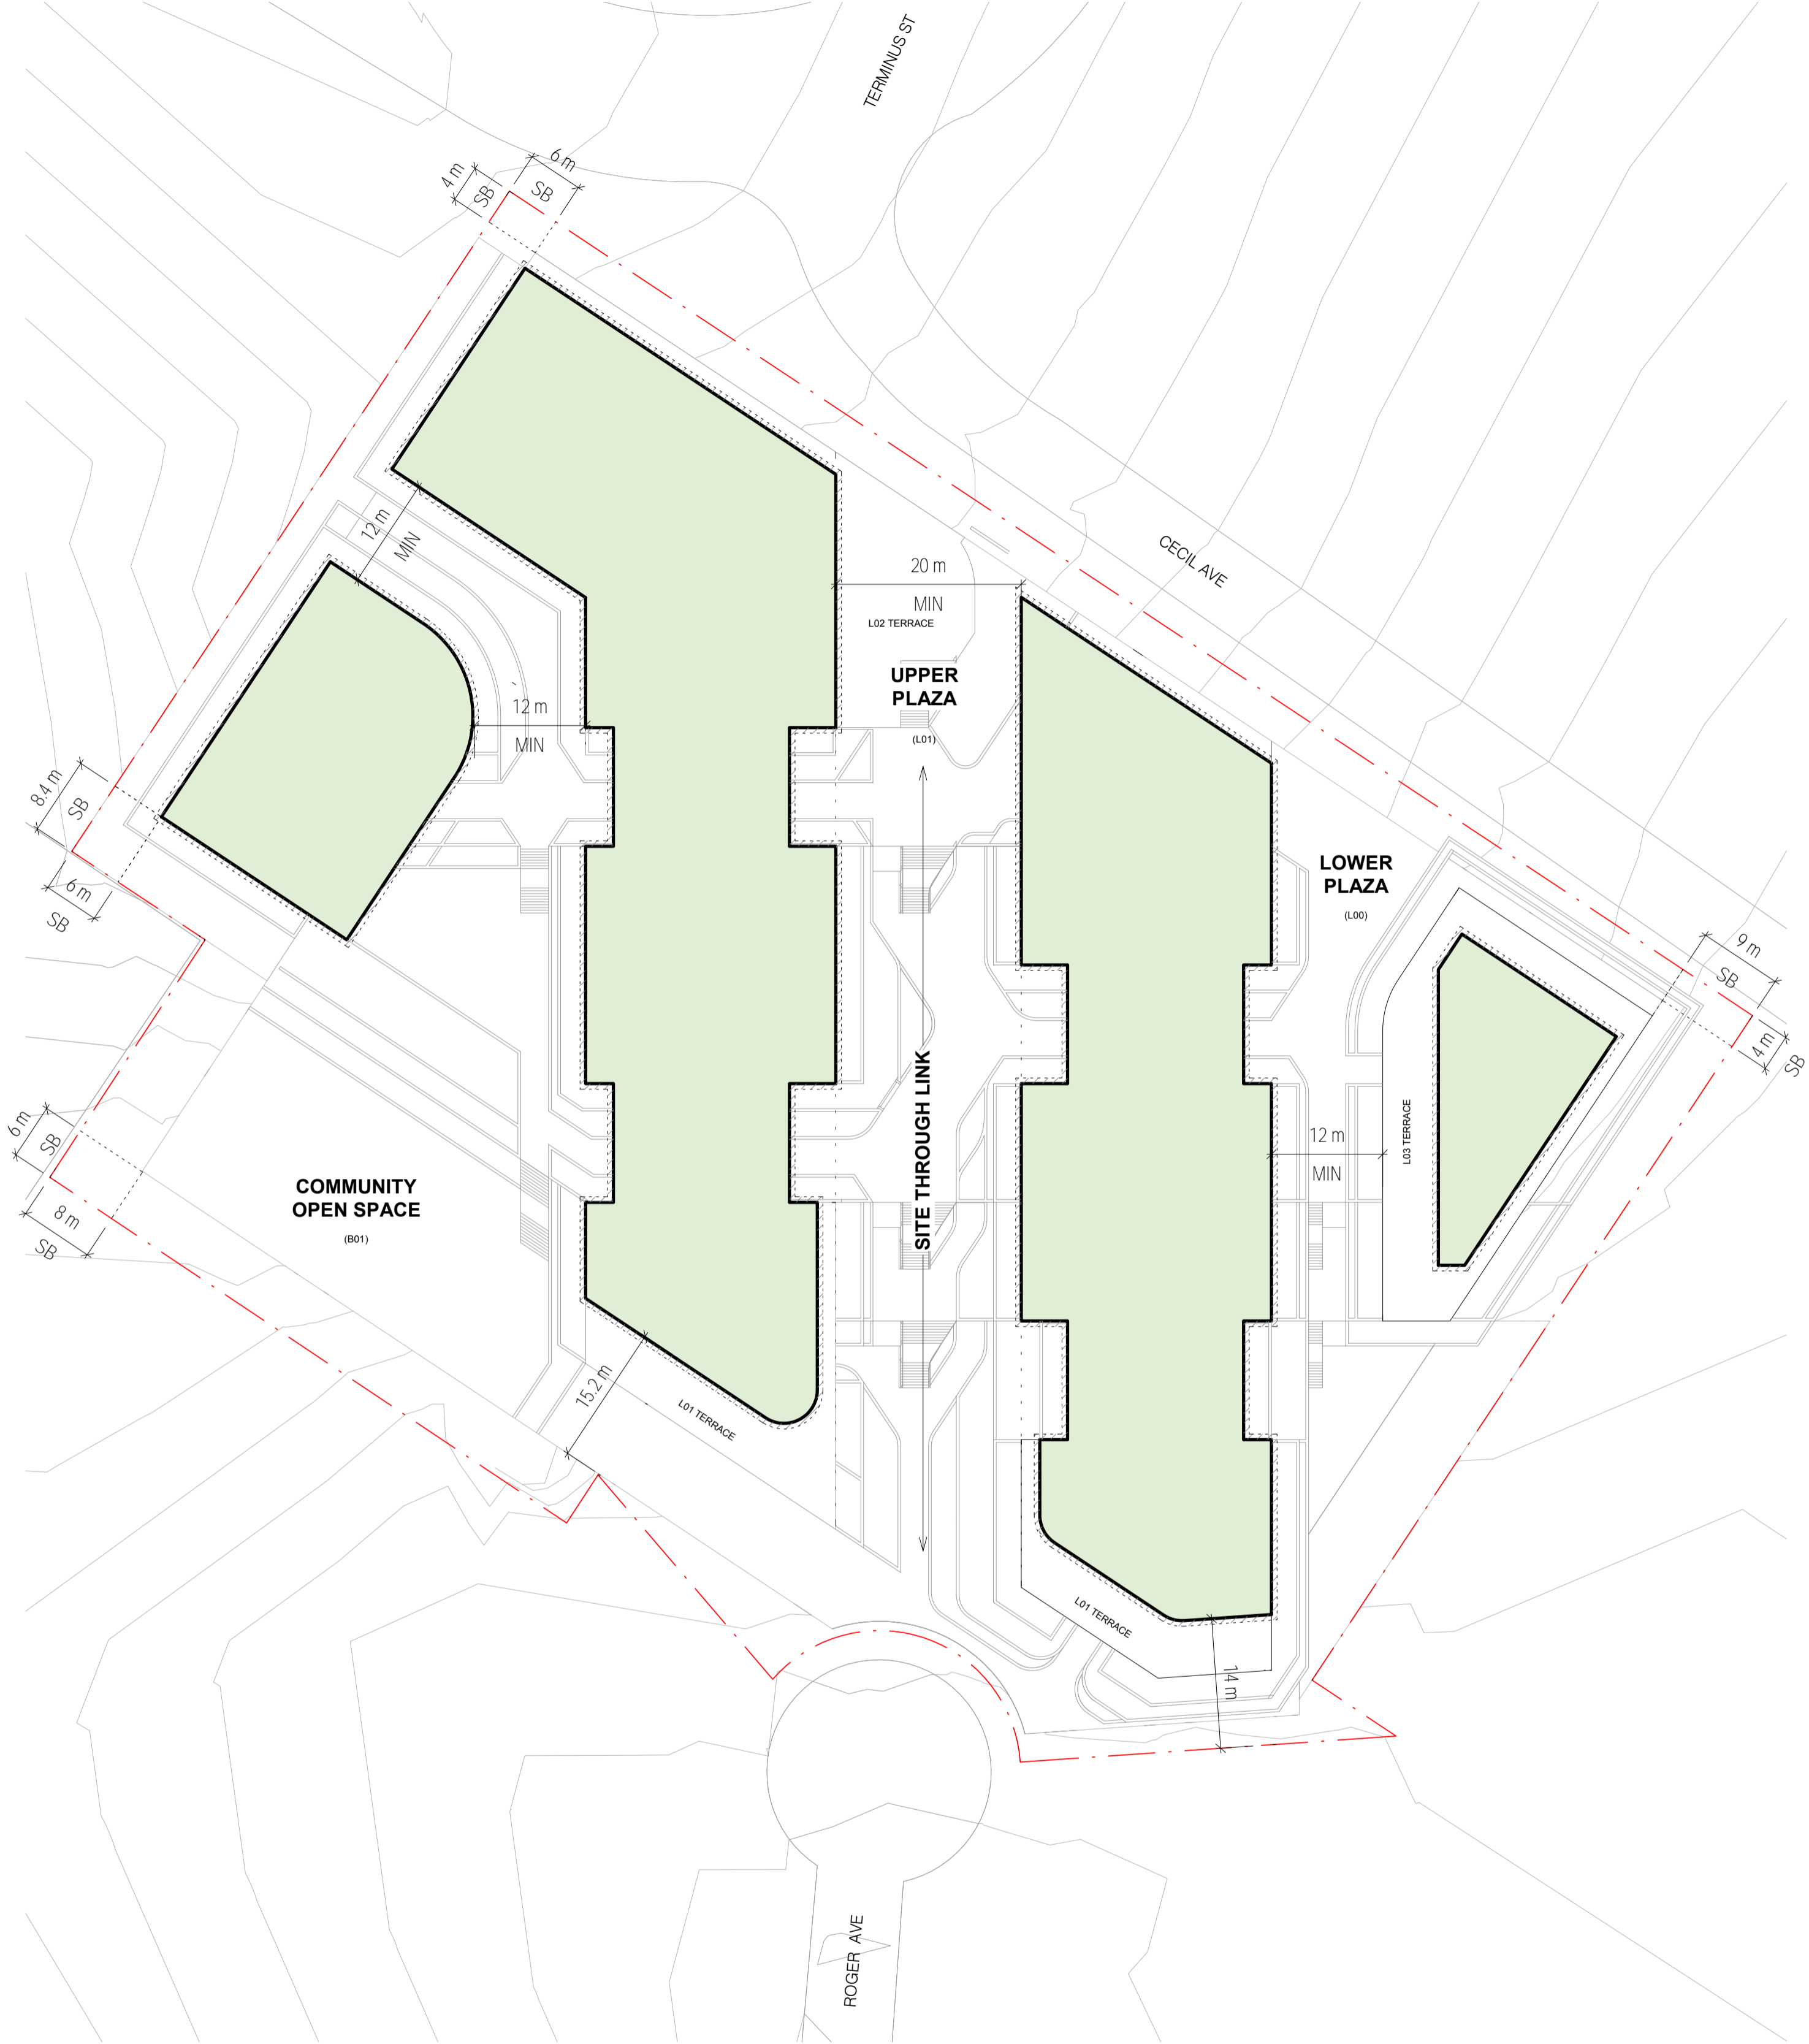 TERMINUS ST
6 m
SB
4 m
SB
CECIL AVE
12 m
MIN
20 m
MIN
L02 TERRACE
UPPER
PLAZA
(L01)
12 m
MIN
8.4 m
SB
6 m
SB
LOWER
PLAZA
(L00)
9 m
SB
4 m
SB
SITE THROUGH LINK
L03 TERRACE
12 m
MIN
6 m
SB
8 m
SB
COMMUNITY
OPEN SPACE
(B01)
15.2 m
L01 TERRACE
L01 TERRACE
14 m
ROGER AVE